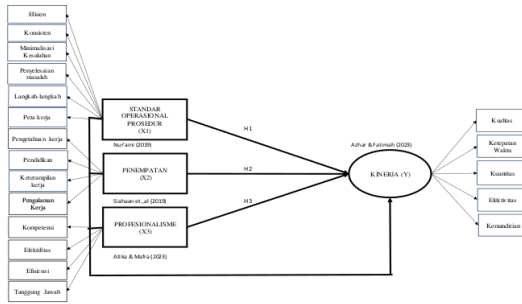 Efisien
Konsisten
Minimalisasi
Kesalahan
Penyelesaian
masalah
Langkah-langkah
Peta kerja
Pengetahuan kerja
Pendidikan
Keterampilan
kerja
Pengalaman
Kerja
Kompetensi
Efektifitas
Efisiensi
Tanggung Jawab
STANDAR
OPERASIONAL
PROSEDUR
(X1)
Nur'aini (2019)
PENEMPATAN
(X2)
Siahaan et.,al (2019)
PROFESIONALISME
(X3)
Atika & Mafra (2023)
H1
H2
H3
Azhar & Fatimah (2023)
KINERJA (Y)
Kualitas
Ketepatan
Waktu
Kuantitas
Efektivitas
Kemandirian